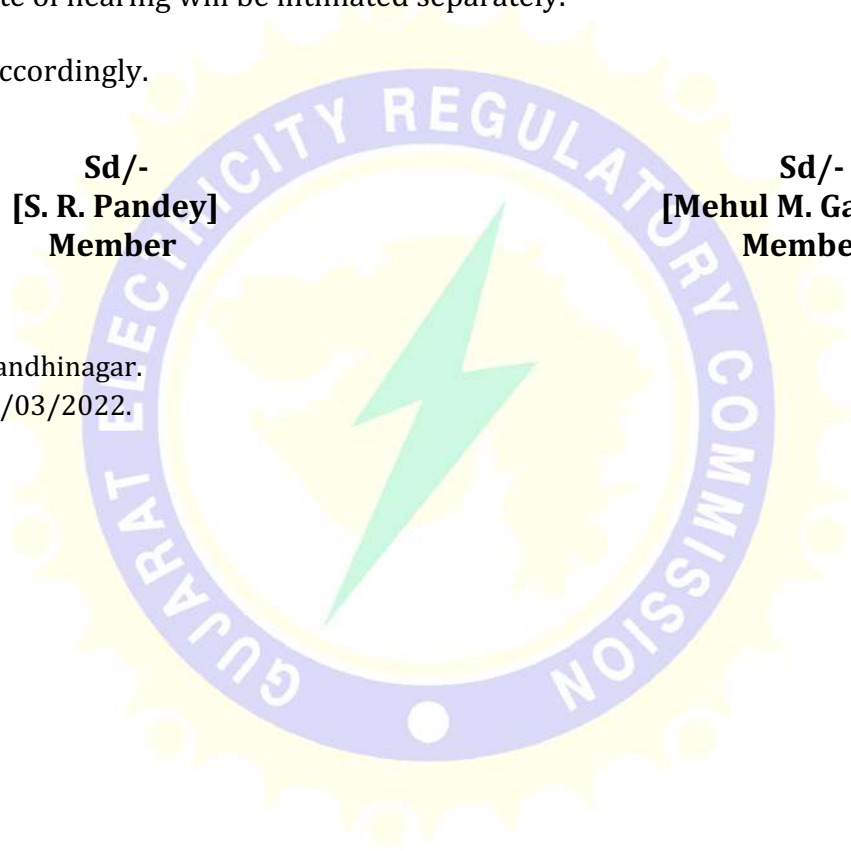 te of hearing will be intimated separately.
ccordingly.
Sd/- Sd/-
[S. R. Pandey] [Mehul M. Ga
Member Membe
andhinagar.
/03/2022.
GUJARAT ELECTRICITY REGULATORY COMMISSION